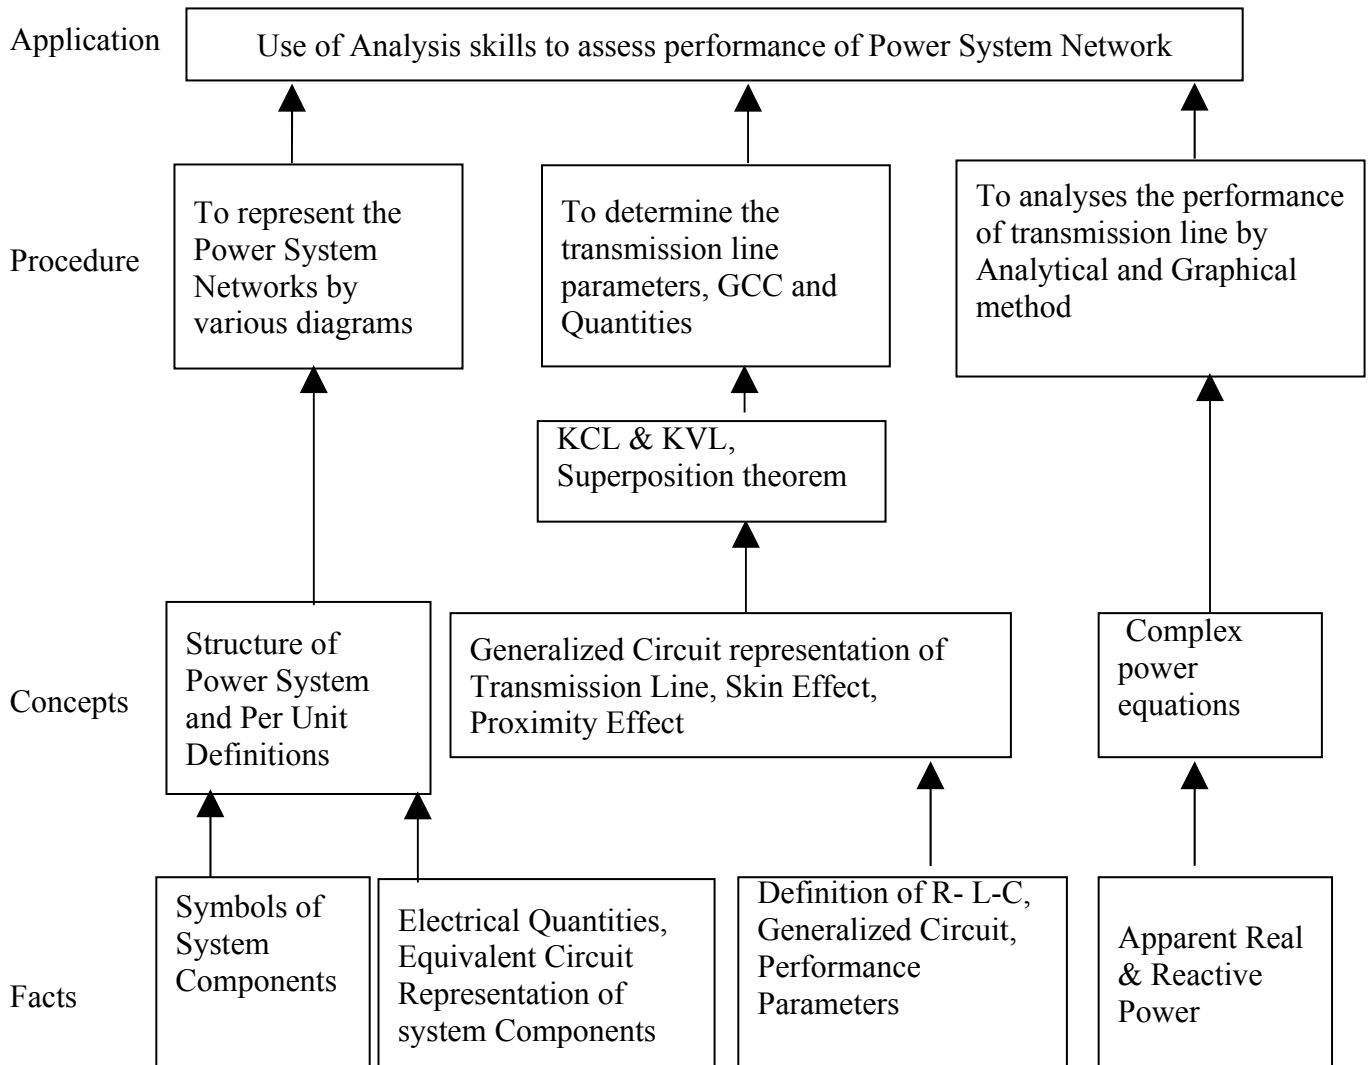 Application
Use of Analysis skills to assess performance of Power System Network
Procedure
To represent the
Power System
Networks by
various diagrams
To determine the
transmission line
parameters, GCC and
Quantities
To analyses the performance
of transmission line by
Analytical and Graphical
method
KCL & KVL,
Superposition theorem
Concepts
Structure of
Power System
and Per Unit
Definitions
Generalized Circuit representation of
Transmission Line, Skin Effect,
Proximity Effect
Complex
power
equations
Facts
Symbols of
System
Components
Electrical Quantities,
Equivalent Circuit
Representation of
system Components
Definition of R- L-C,
Generalized Circuit,
Performance
Parameters
Apparent Real
& Reactive
Power